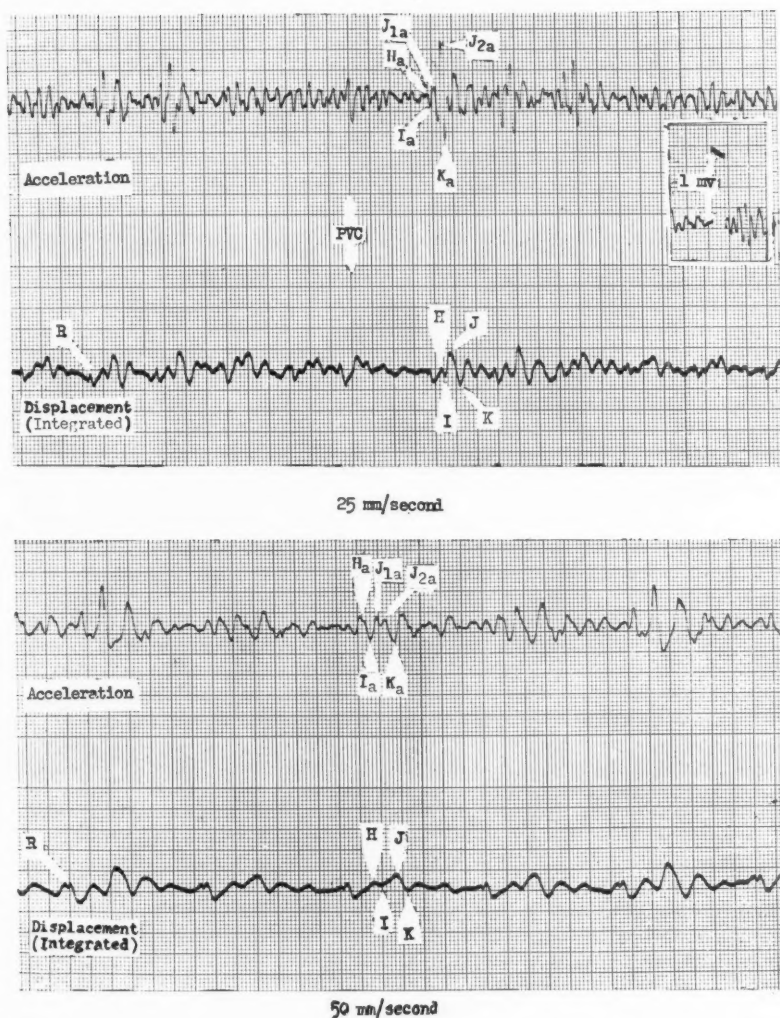 J1a
J2a
Ha
Ia
Ka
Acceleration
1 mv
PVC
R
H
J
I
K
Displacement
(Integrated)
25 mm/second
Ha J1a J2a
Ia Ka
Acceleration
R
H J
I K
Displacement
(Integrated)
50 mm/second